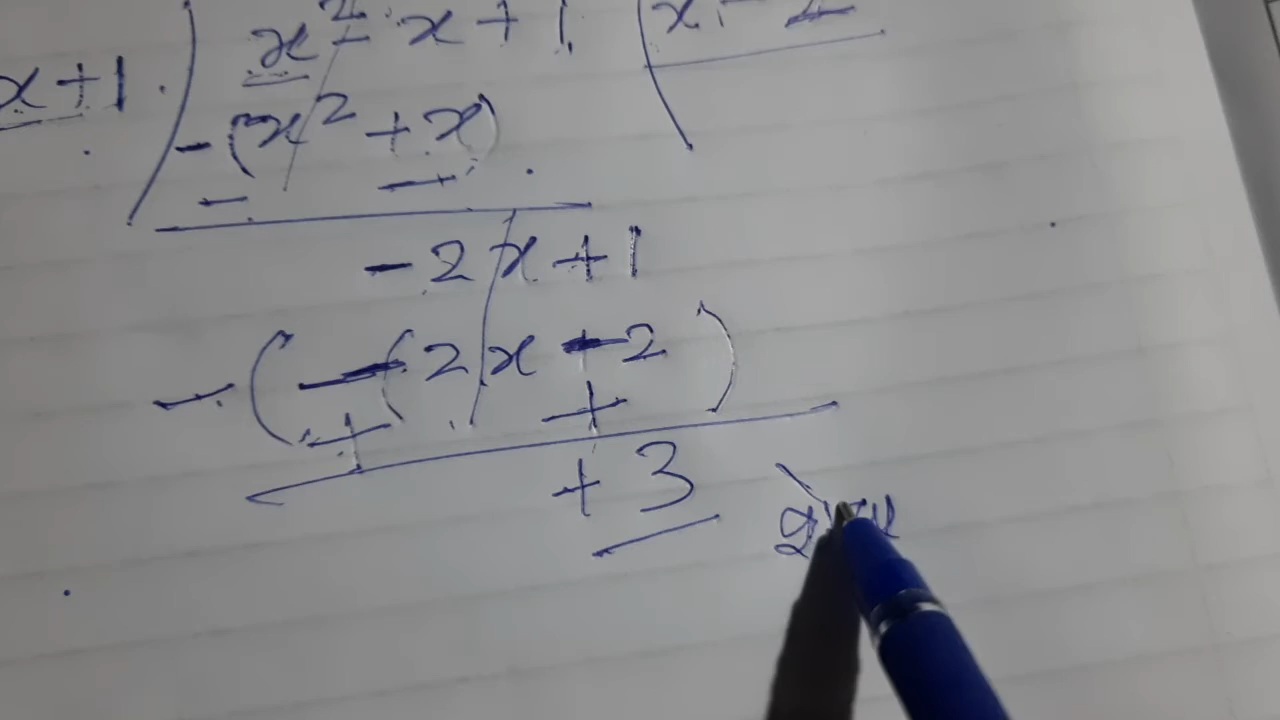 x+1 ) x² - x + 1 ( x - 2
-(x² + x)
- -
- 2x + 1
- ( - (2x - 2 )
+ +
+ 3